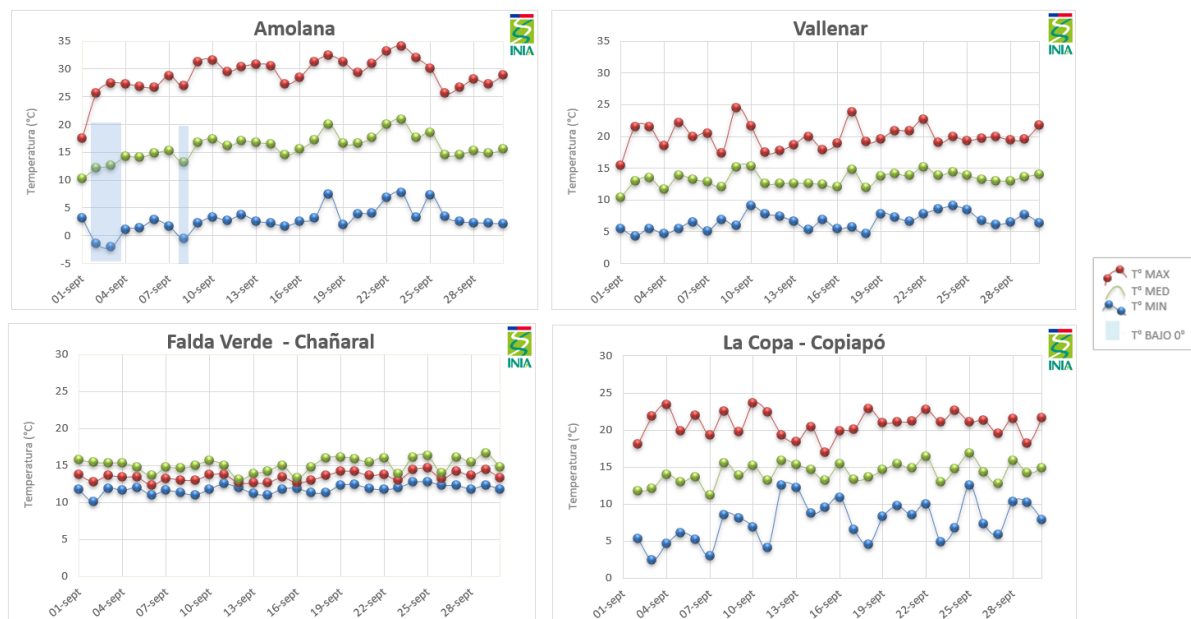 Amolana
INIA
Temperatura (°C)
35
30
25
20
15
10
5
0
-5
01-sept
04-sept
07-sept
10-sept
13-sept
16-sept
19-sept
22-sept
25-sept
28-sept
Vallenar
INIA
Temperatura (°C)
35
30
25
20
15
10
5
0
01-sept
04-sept
07-sept
10-sept
13-sept
16-sept
19-sept
22-sept
25-sept
28-sept
T° MAX
T° MED
T° MIN
T° BAJO 0°
Falda Verde - Chañaral
INIA
Temperatura (°C)
30
25
20
15
10
5
0
01-sept
04-sept
07-sept
10-sept
13-sept
16-sept
19-sept
22-sept
25-sept
28-sept
La Copa - Copiapó
INIA
Temperatura (°C)
30
25
20
15
10
5
0
01-sept
04-sept
07-sept
10-sept
13-sept
16-sept
19-sept
22-sept
25-sept
28-sept